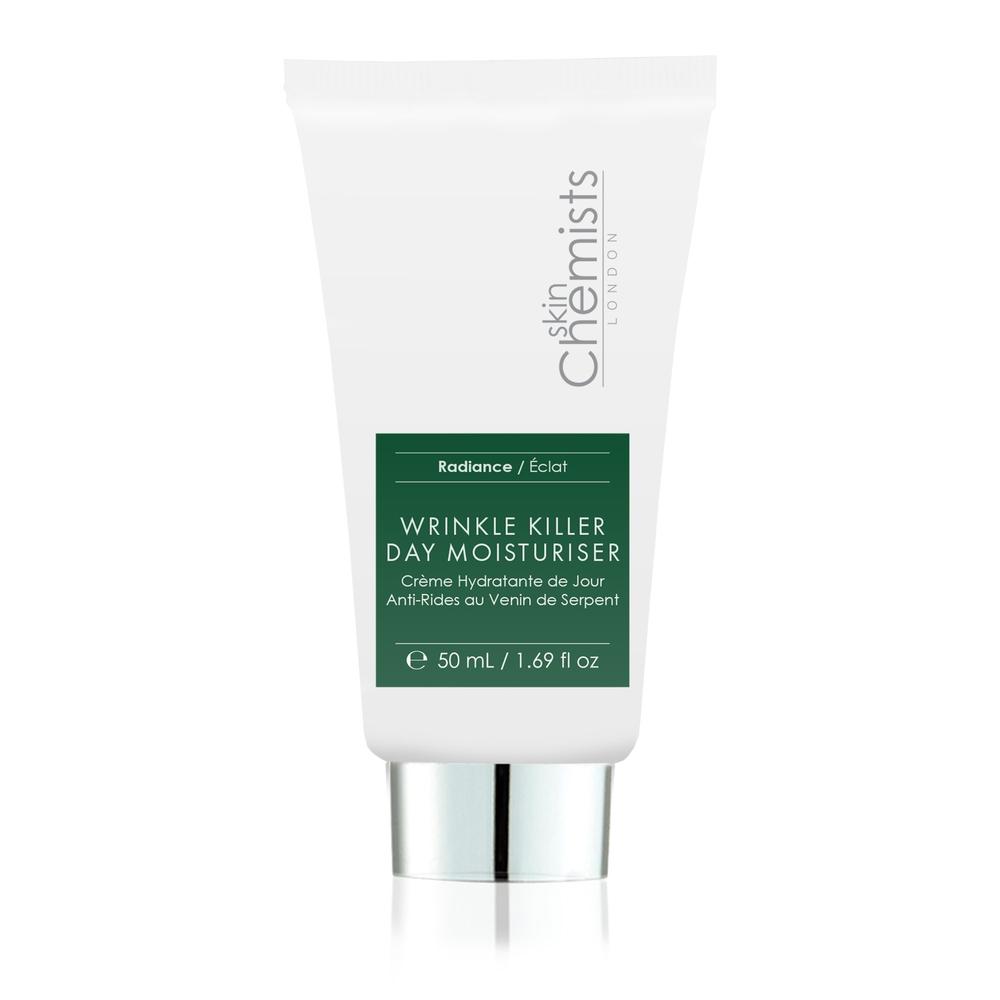 skin
Chemists
LONDON
Radiance / Éclat
WRINKLE KILLER
DAY MOISTURISER
Crème Hydratante de Jour
Anti-Rides au Venin de Serpent
℮ 50 mL / 1.69 fl oz